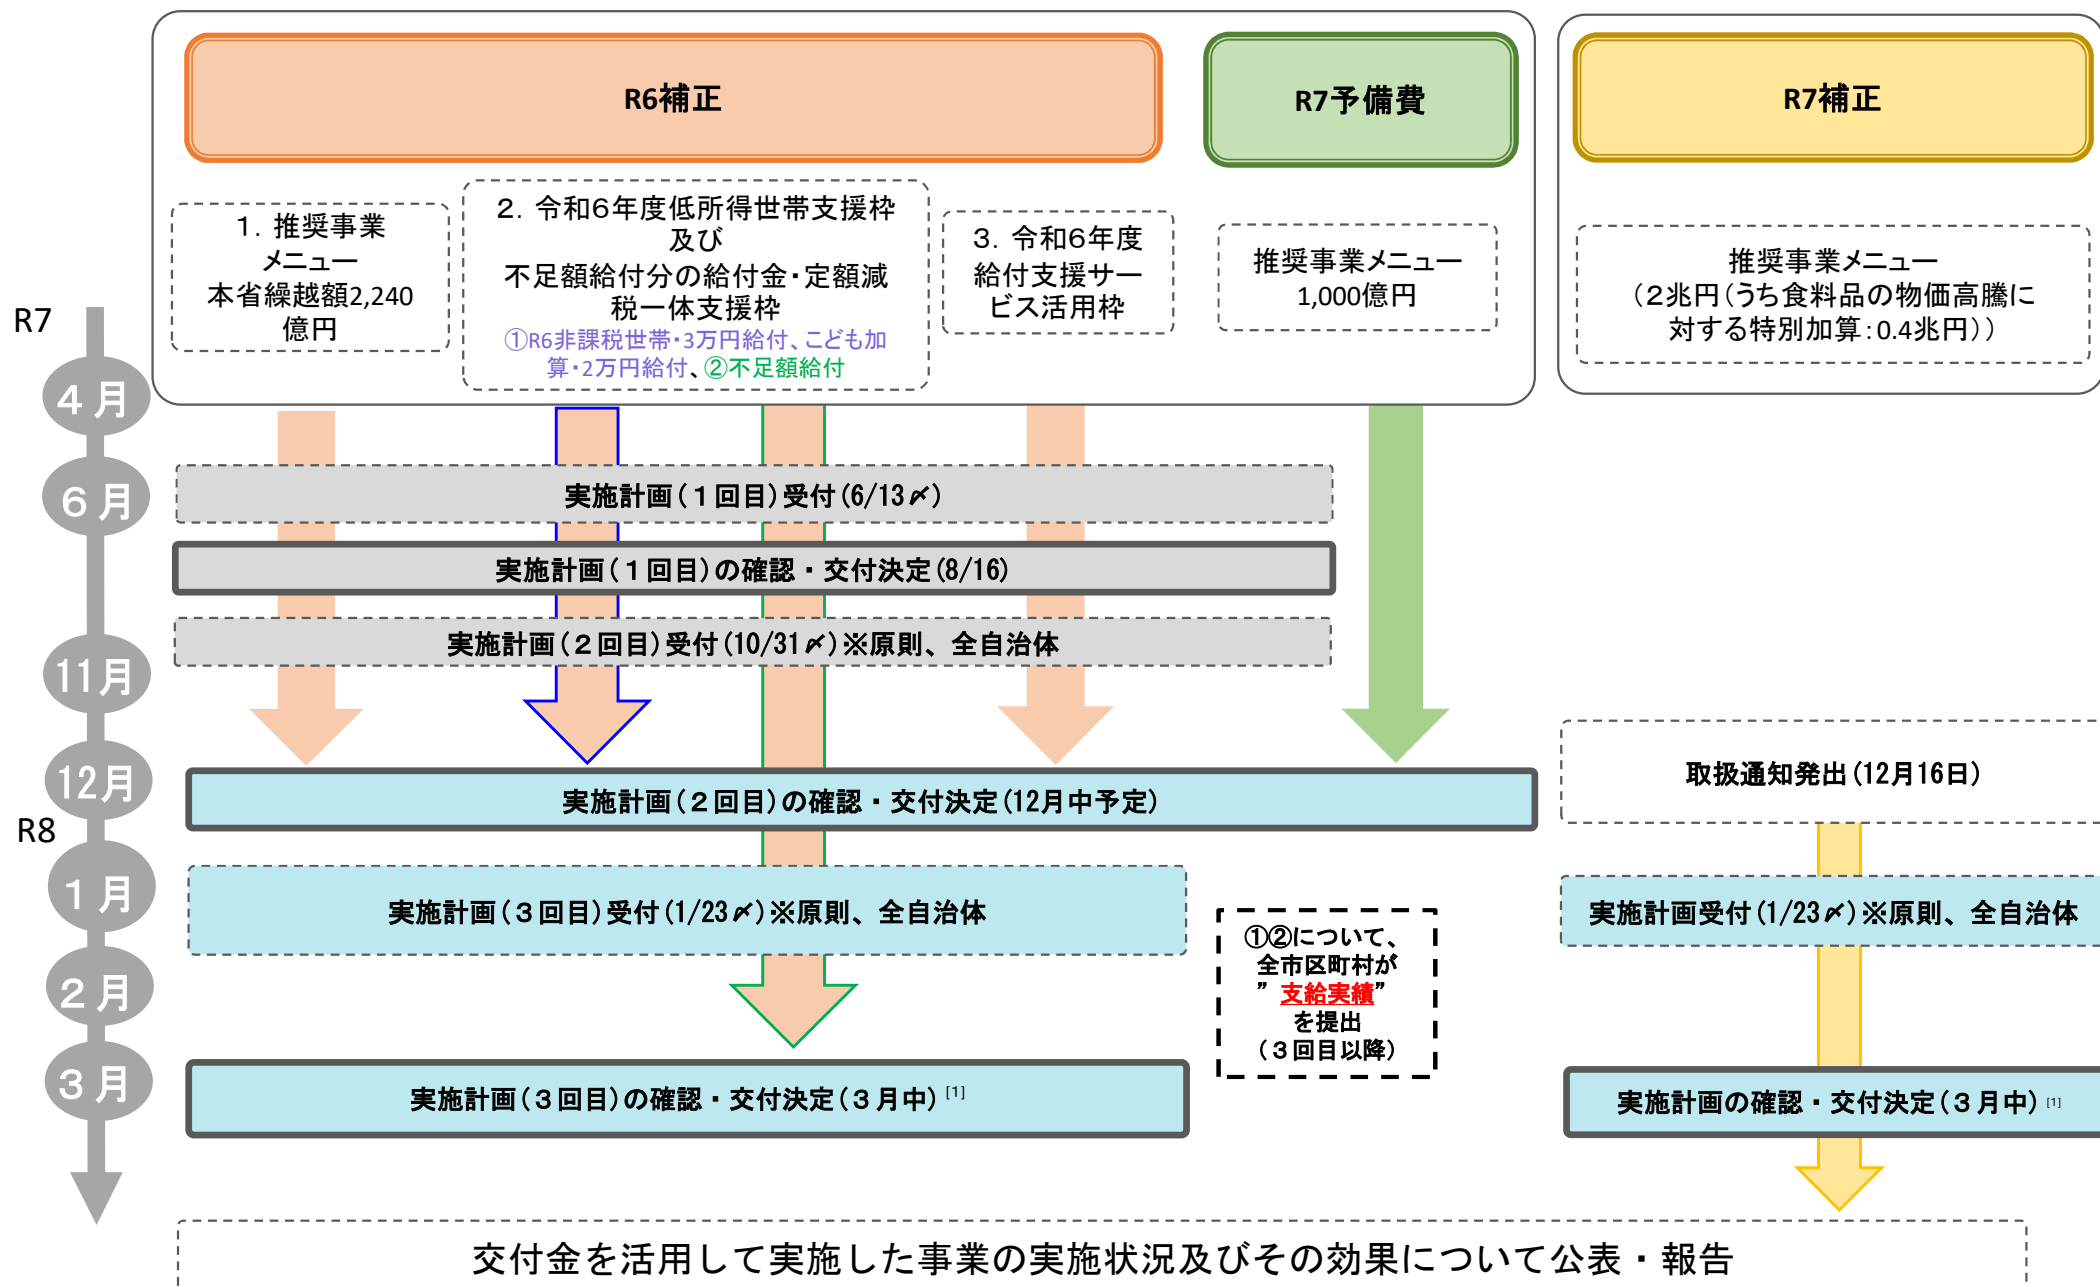 R6補正
R7予備費
R7補正
1．推奨事業
メニュー
本省繰越額2,240
億円
2．令和6年度低所得世帯支援枠
及び
不足額給付分の給付金・定額減
税一体支援枠
①R6非課税世帯・3万円給付、こども加
算・2万円給付、②不足額給付
3．令和6年度
給付支援サー
ビス活用枠
推奨事業メニュー
1,000億円
推奨事業メニュー
（2兆円（うち食料品の物価高騰に
対する特別加算：0.4兆円））
R7
4月
6月
実施計画（1回目）受付（6/13〆）
実施計画（1回目）の確認・交付決定（8/16）
実施計画（2回目）受付（10/31〆）※原則、全自治体
11月
12月
実施計画（2回目）の確認・交付決定（12月中予定）
取扱通知発出（12月16日）
R8
1月
実施計画（3回目）受付（1/23〆）※原則、全自治体
①②について、
全市区町村が
”支給実績”
を提出
（3回目以降）
実施計画受付（1/23〆）※原則、全自治体
2月
3月
実施計画（3回目）の確認・交付決定（3月中）[1]
実施計画の確認・交付決定（3月中）[1]
交付金を活用して実施した事業の実施状況及びその効果について公表・報告